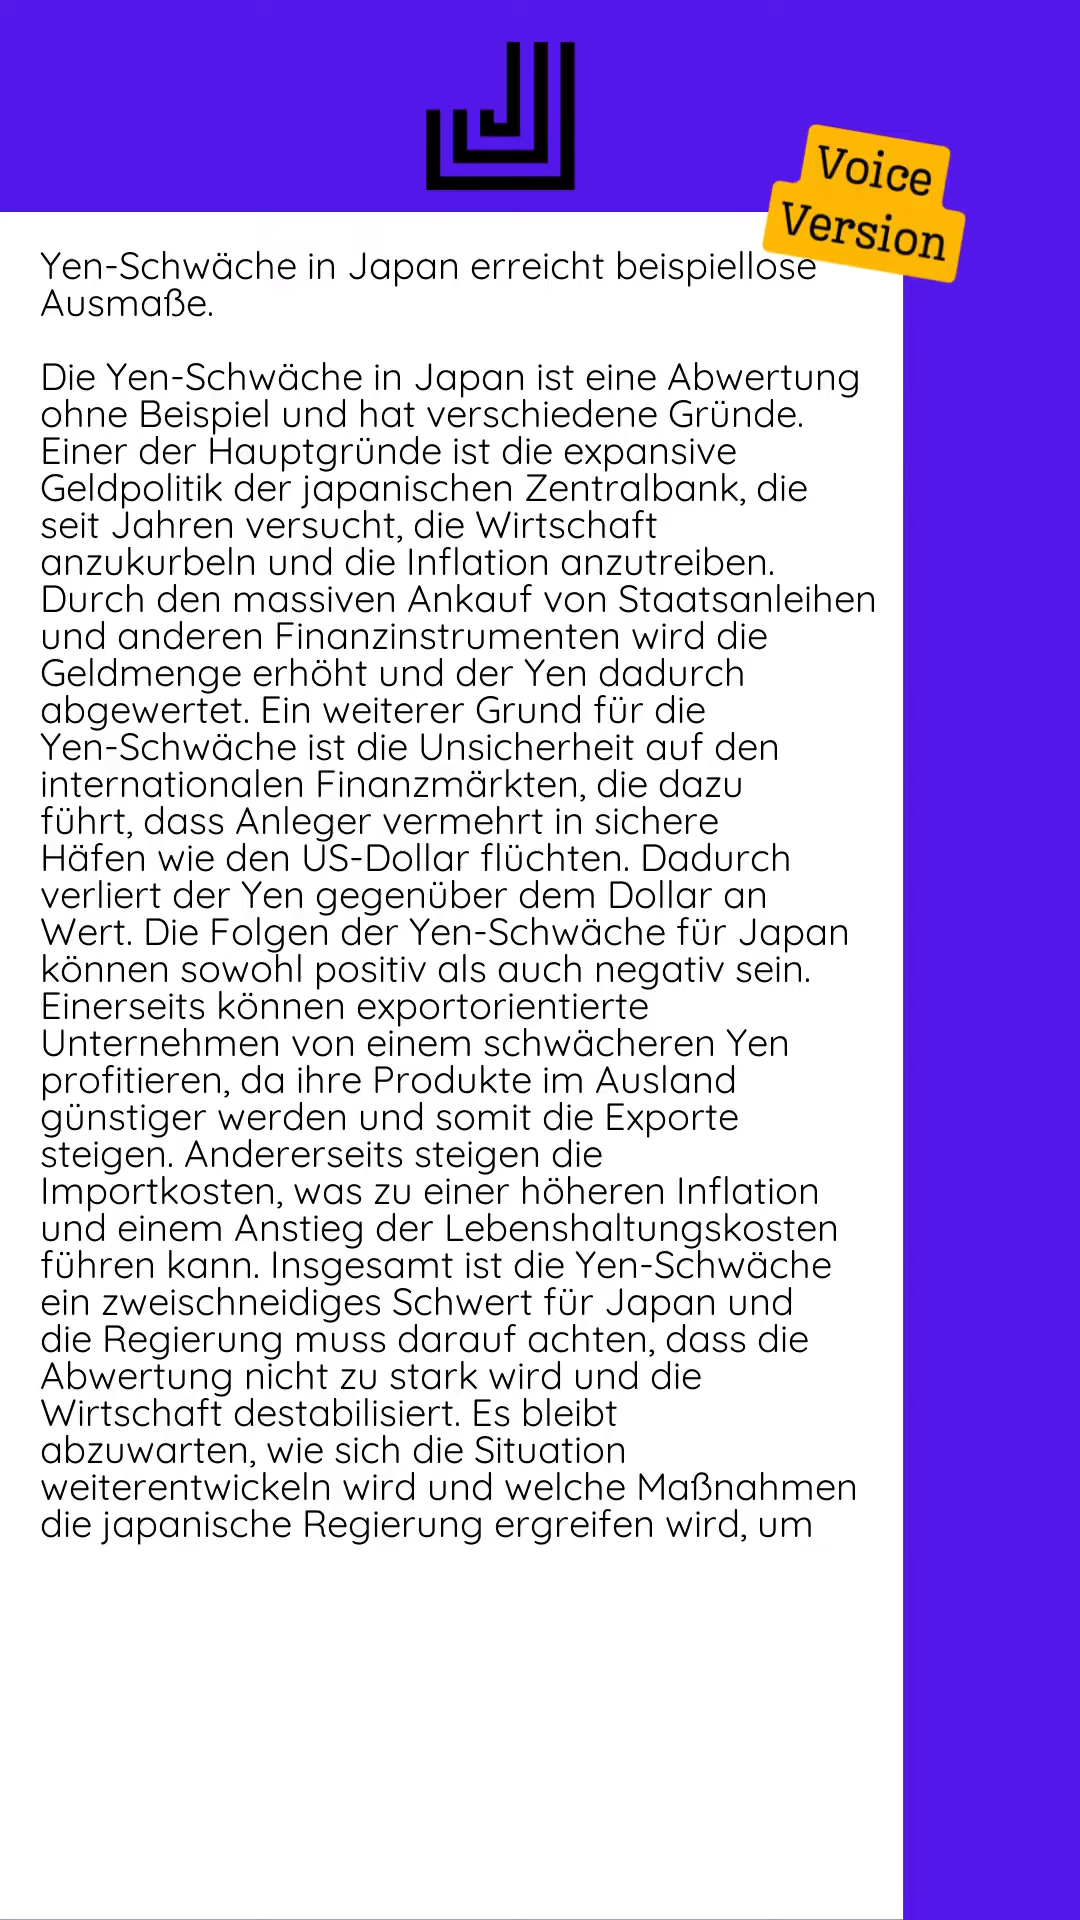 Voice
Version
Yen-Schwäche in Japan erreicht beispiellose
Ausmaße.
Die Yen-Schwäche in Japan ist eine Abwertung
ohne Beispiel und hat verschiedene Gründe.
Einer der Hauptgründe ist die expansive
Geldpolitik der japanischen Zentralbank, die
seit Jahren versucht, die Wirtschaft
anzukurbeln und die Inflation anzutreiben.
Durch den massiven Ankauf von Staatsanleihen
und anderen Finanzinstrumenten wird die
Geldmenge erhöht und der Yen dadurch
abgewertet. Ein weiterer Grund für die
Yen-Schwäche ist die Unsicherheit auf den
internationalen Finanzmärkten, die dazu
führt, dass Anleger vermehrt in sichere
Häfen wie den US-Dollar flüchten. Dadurch
verliert der Yen gegenüber dem Dollar an
Wert. Die Folgen der Yen-Schwäche für Japan
können sowohl positiv als auch negativ sein.
Einerseits können exportorientierte
Unternehmen von einem schwächeren Yen
profitieren, da ihre Produkte im Ausland
günstiger werden und somit die Exporte
steigen. Andererseits steigen die
Importkosten, was zu einer höheren Inflation
und einem Anstieg der Lebenshaltungskosten
führen kann. Insgesamt ist die Yen-Schwäche
ein zweischneidiges Schwert für Japan und
die Regierung muss darauf achten, dass die
Abwertung nicht zu stark wird und die
Wirtschaft destabilisiert. Es bleibt
abzuwarten, wie sich die Situation
weiterentwickeln wird und welche Maßnahmen
die japanische Regierung ergreifen wird, um